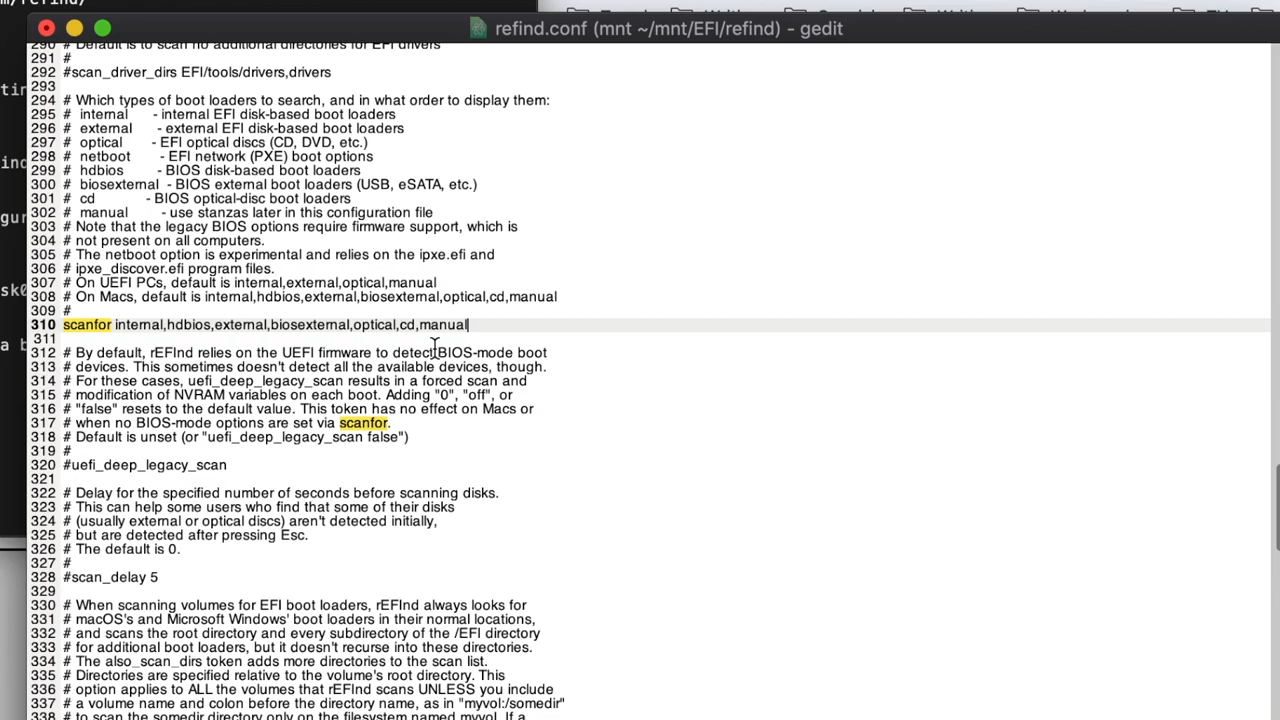 refind.conf (mnt ~/mnt/EFI/refind) - gedit
290 # Default is to scan no additional directories for EFI drivers
291 #
292 #scan_driver_dirs EFI/tools/drivers,drivers
293
294 # Which types of boot loaders to search, and in what order to display them:
295 #  internal      - internal EFI disk-based boot loaders
296 #  external      - external EFI disk-based boot loaders
297 #  optical       - EFI optical discs (CD, DVD, etc.)
298 #  netboot       - EFI network (PXE) boot options
299 #  hdbios        - BIOS disk-based boot loaders
300 #  biosexternal  - BIOS external boot loaders (USB, eSATA, etc.)
301 #  cd            - BIOS optical-disc boot loaders
302 #  manual        - use stanzas later in this configuration file
303 # Note that the legacy BIOS options require firmware support, which is
304 # not present on all computers.
305 # The netboot option is experimental and relies on the ipxe.efi and
306 # ipxe_discover.efi program files.
307 # On UEFI PCs, default is internal,external,optical,manual
308 # On Macs, default is internal,hdbios,external,biosexternal,optical,cd,manual
309 #
310 scanfor internal,hdbios,external,biosexternal,optical,cd,manual
311
312 # By default, rEFInd relies on the UEFI firmware to detect BIOS-mode boot
313 # devices. This sometimes doesn't detect all the available devices, though.
314 # For these cases, uefi_deep_legacy_scan results in a forced scan and
315 # modification of NVRAM variables on each boot. Adding "0", "off", or
316 # "false" resets to the default value. This token has no effect on Macs or
317 # when no BIOS-mode options are set via scanfor.
318 # Default is unset (or "uefi_deep_legacy_scan false")
319 #
320 #uefi_deep_legacy_scan
321
322 # Delay for the specified number of seconds before scanning disks.
323 # This can help some users who find that some of their disks
324 # (usually external or optical discs) aren't detected initially,
325 # but are detected after pressing Esc.
326 # The default is 0.
327 #
328 #scan_delay 5
329
330 # When scanning volumes for EFI boot loaders, rEFInd always looks for
331 # macOS's and Microsoft Windows' boot loaders in their normal locations,
332 # and scans the root directory and every subdirectory of the /EFI directory
333 # for additional boot loaders, but it doesn't recurse into these directories.
334 # The also_scan_dirs token adds more directories to the scan list.
335 # Directories are specified relative to the volume's root directory. This
336 # option applies to ALL the volumes that rEFInd scans UNLESS you include
337 # a volume name and colon before the directory name, as in "myvol:/somedir"
338 # to scan the somedir directory only on the filesystem named myvol. If a